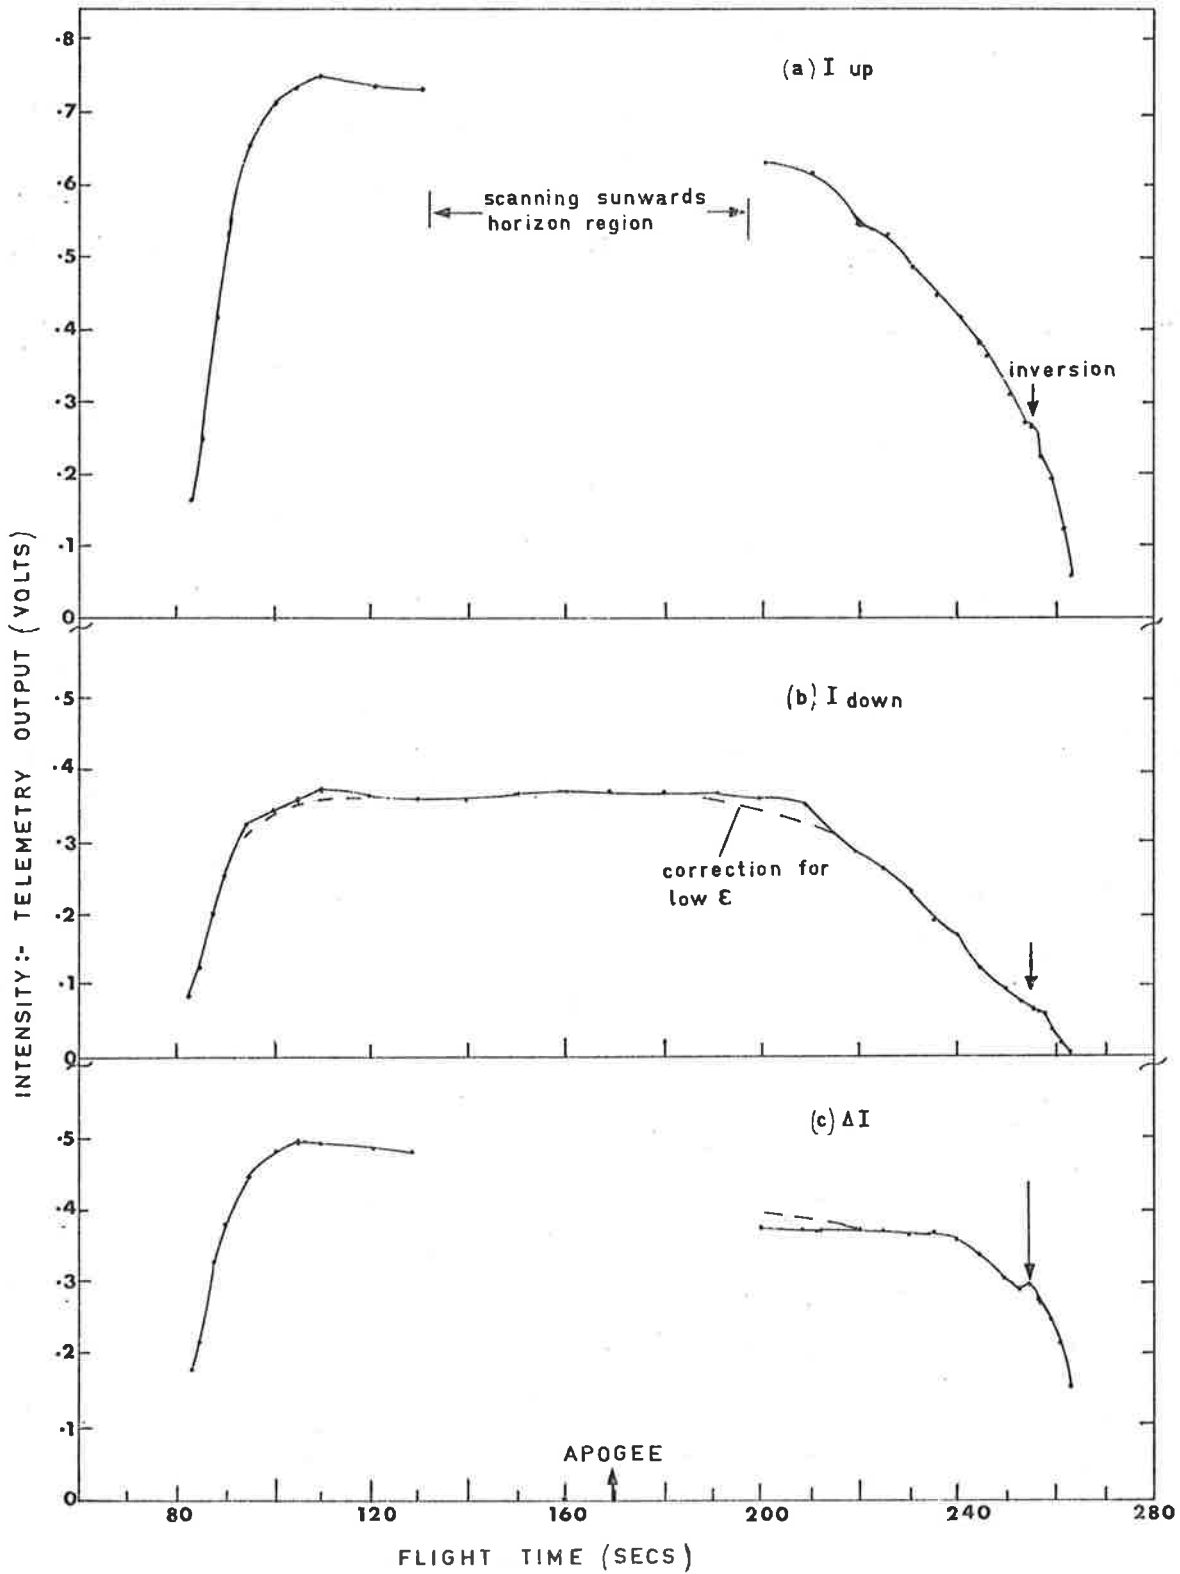 (a) I up
.8
.7
.6
.5
.4
.3
.2
.1
0
scanning sunwards
horizon region
inversion
INTENSITY:- TELEMETRY OUTPUT (VOLTS)
(b) I down
.5
.4
.3
.2
.1
0
correction for
low ε
(c) ΔI
.5
.4
.3
.2
.1
0
APOGEE
80 120 160 200 240 280
FLIGHT TIME (SECS)